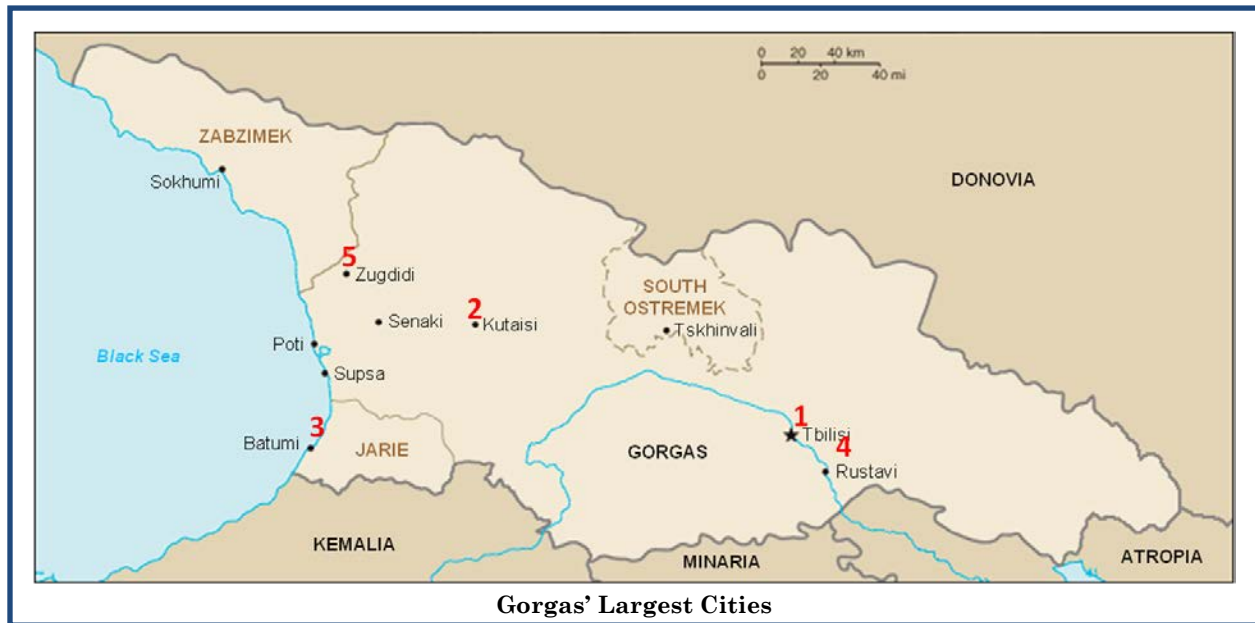 0 20 40 km
0 20 40 mi
ZABZIMEK
Sokhumi
DONOVIA
5
Zugdidi
SOUTH
OSTREMEK
2
Senaki
Kutaisi
Tskhinvali
Poti
Black Sea
Supsa
1
3
Tbilisi
Batumi
4
JARIE
GORGAS
Rustavi
KEMALIA
MINARIA
ATROPIA
Gorgas’ Largest Cities